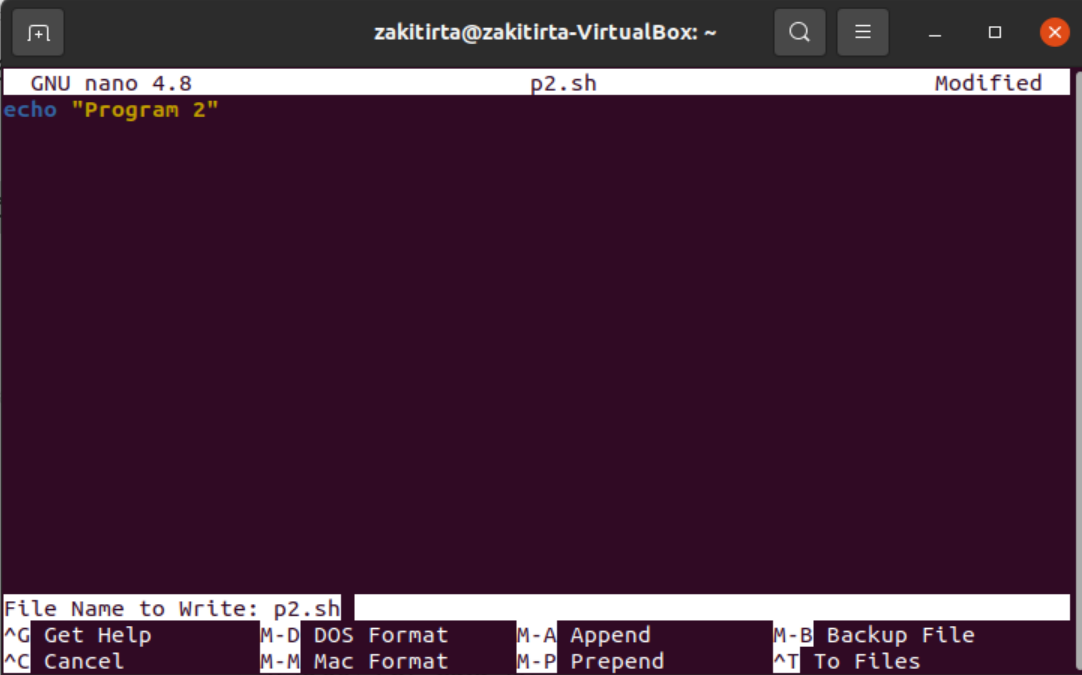 zakitirta@zakitirta-VirtualBox: ~
GNU nano 4.8 p2.sh Modified
echo "Program 2"
File Name to Write: p2.sh
^G Get Help M-D DOS Format M-A Append M-B Backup File
^C Cancel M-M Mac Format M-P Prepend ^T To Files